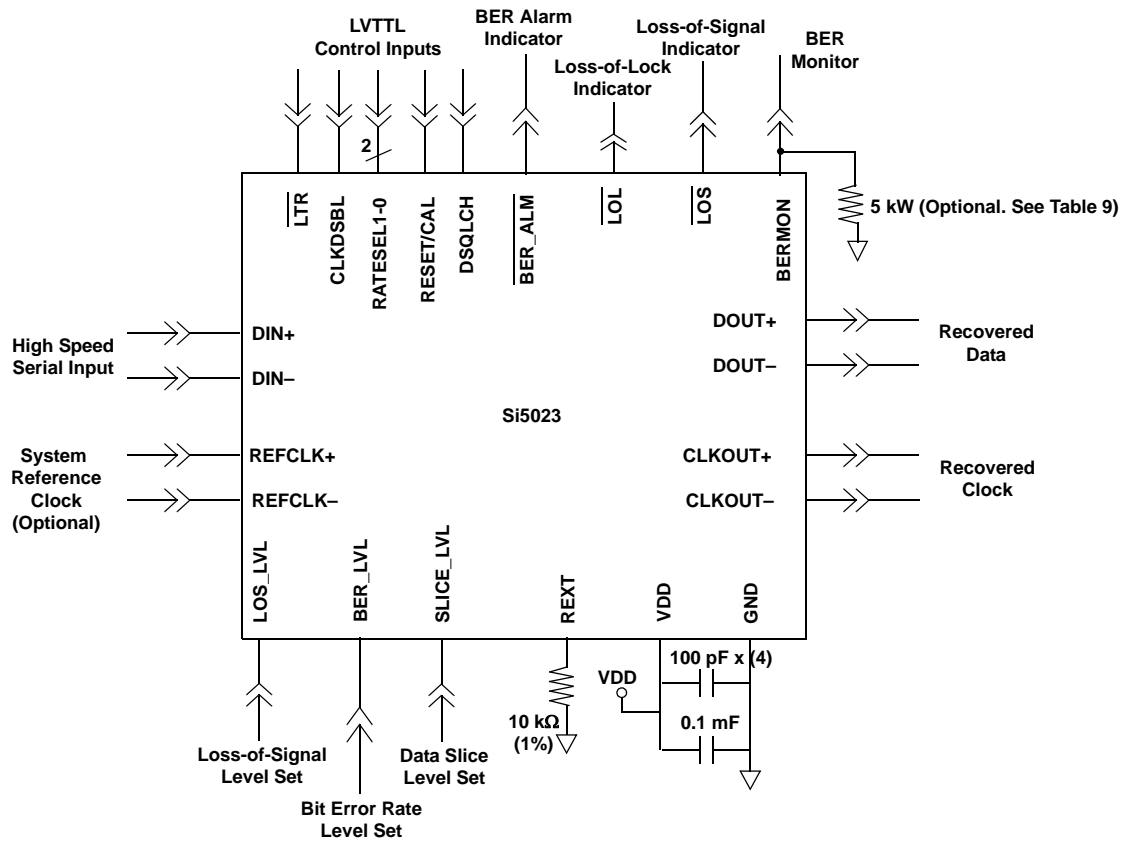 LVTTL
Control Inputs
BER Alarm
Indicator
Loss-of-Lock
Indicator
Loss-of-Signal
Indicator
BER
Monitor
2
LTR
CLKDSBL
RATESEL1-0
RESET/CAL
DSQLCH
BER_ALM
LOL
LOS
BERMON
5 kW (Optional. See Table 9)
High Speed
Serial Input
DIN+
DIN–
DOUT+
DOUT–
Recovered
Data
Si5023
System
Reference
Clock
(Optional)
REFCLK+
REFCLK–
CLKOUT+
CLKOUT–
Recovered
Clock
LOS_LVL
BER_LVL
SLICE_LVL
REXT
VDD
GND
100 pF x (4)
VDD
0.1 mF
10 kΩ
(1%)
Loss-of-Signal
Level Set
Data Slice
Level Set
Bit Error Rate
Level Set